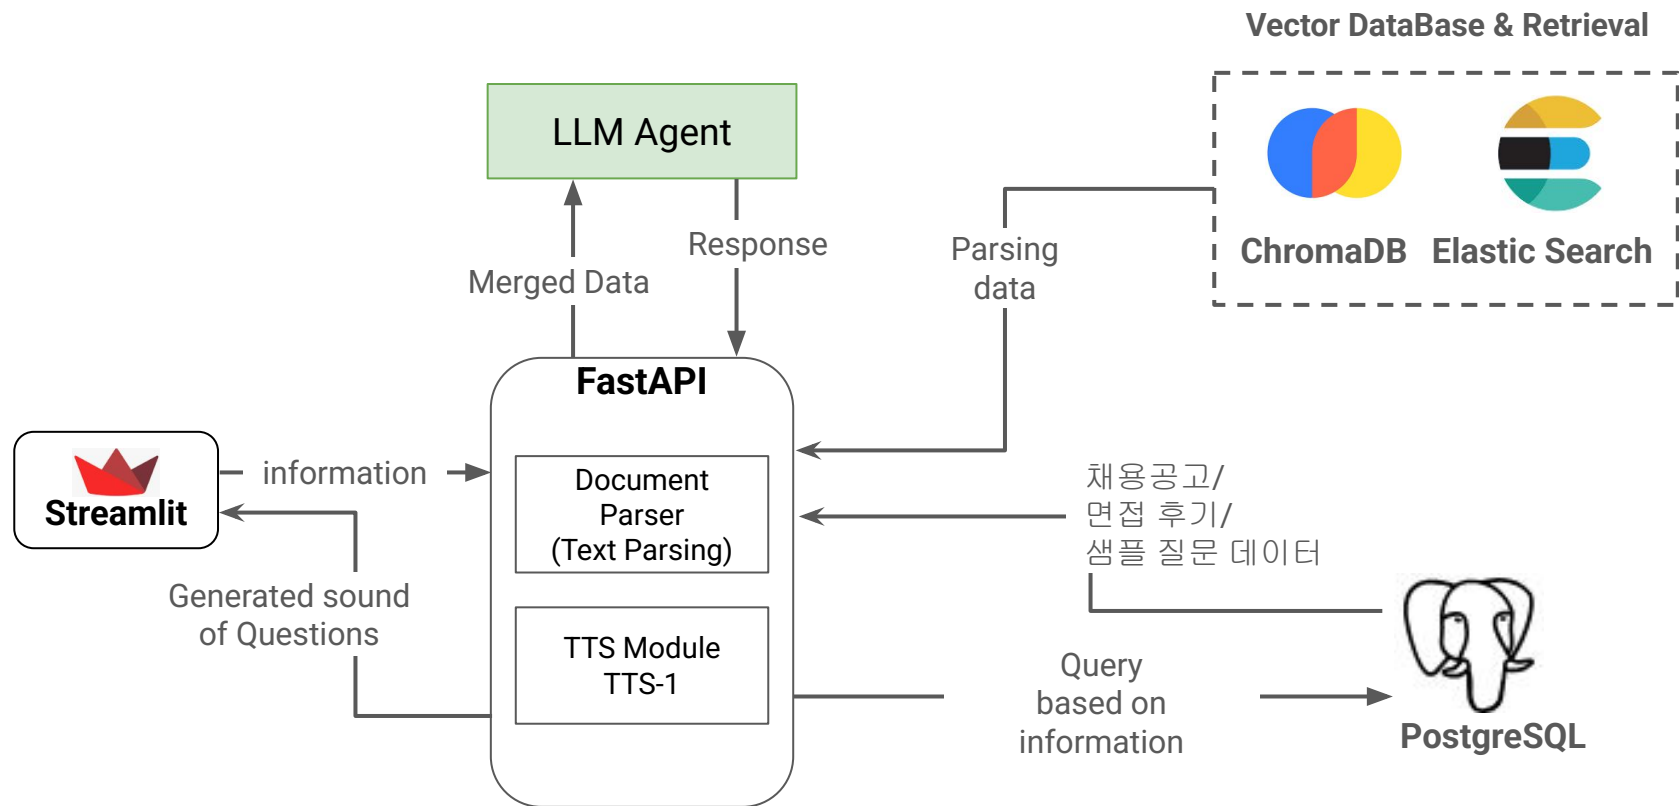 Vector DataBase & Retrieval
LLM Agent
ChromaDB
Elastic Search
Response
Merged Data
Parsing
data
FastAPI
Streamlit
information
Document
Parser
(Text Parsing)
채용공고/
면접 후기/
샘플 질문 데이터
Generated sound
of Questions
TTS Module
TTS-1
Query
based on
information
PostgreSQL